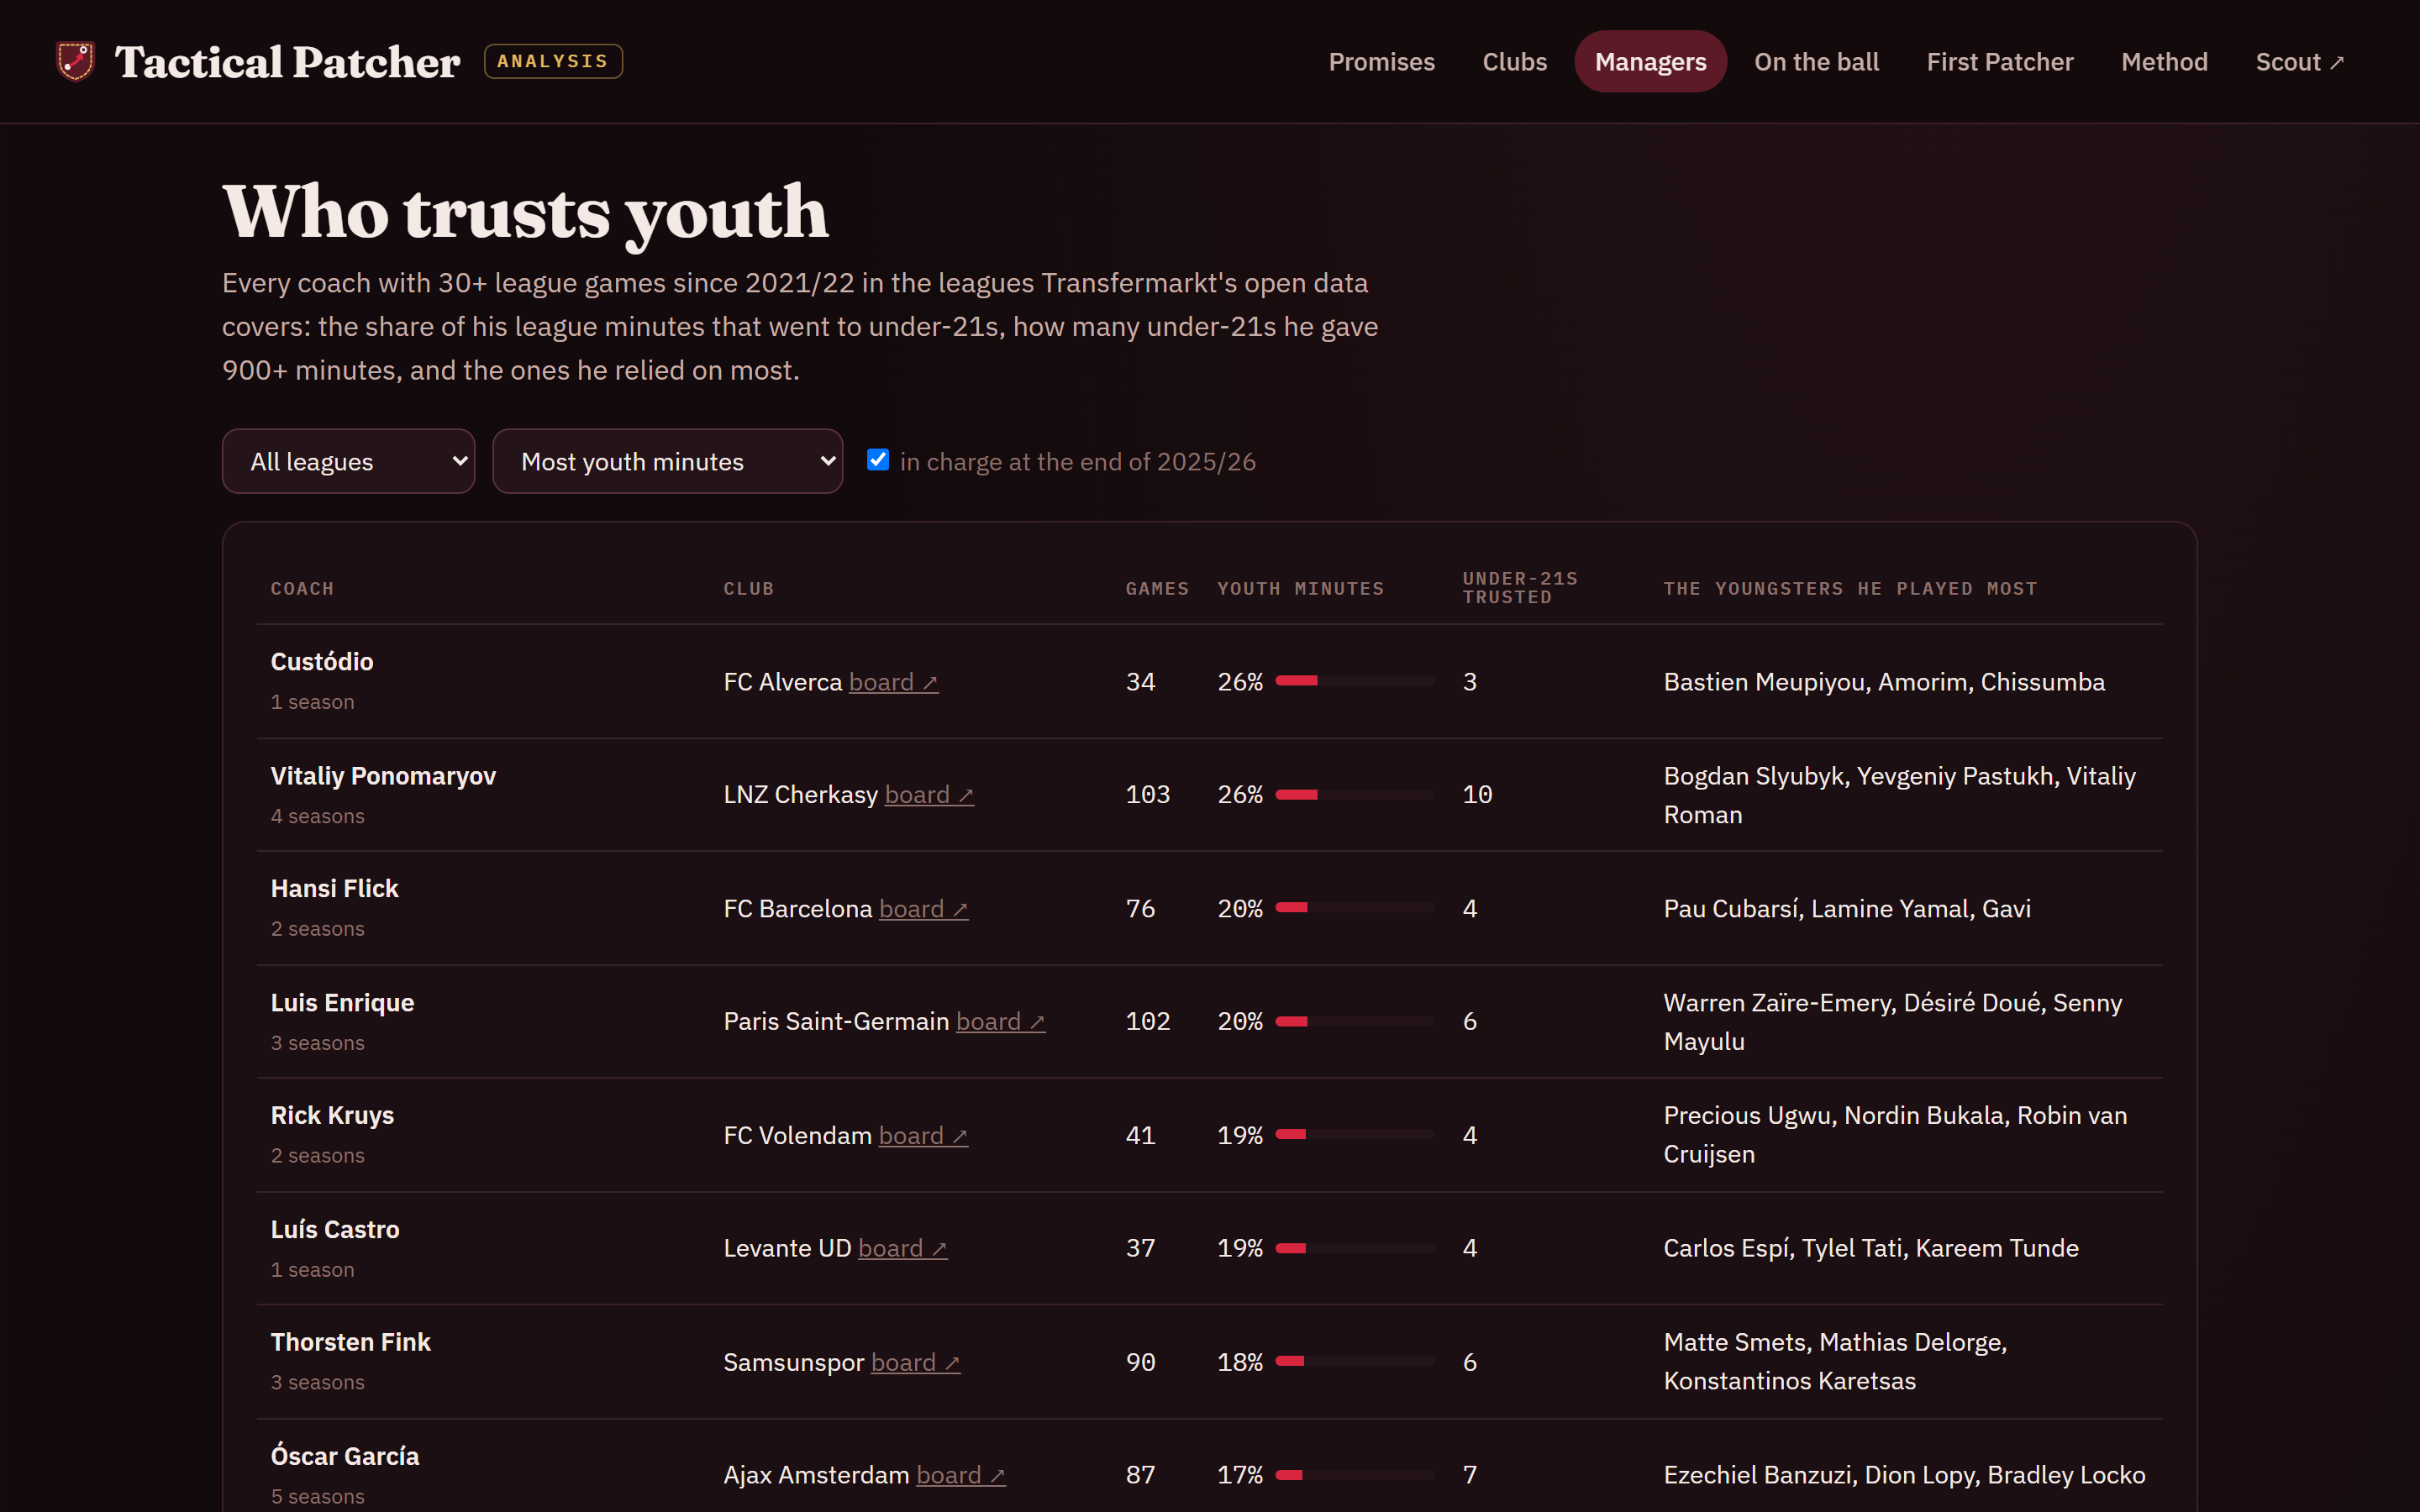 Tactical Patcher ANALYSIS Promises Clubs Managers On the ball First Patcher Method Scout ↗
Who trusts youth
Every coach with 30+ league games since 2021/22 in the leagues Transfermarkt's open data
covers: the share of his league minutes that went to under-21s, how many under-21s he gave
900+ minutes, and the ones he relied on most.
All leagues Most youth minutes in charge at the end of 2025/26
COACH CLUB GAMES YOUTH MINUTES UNDER-21S TRUSTED THE YOUNGSTERS HE PLAYED MOST
Custódio
1 season
FC Alverca board ↗ 34 26% 3 Bastien Meupiyou, Amorim, Chissumba
Vitaliy Ponomaryov
4 seasons
LNZ Cherkasy board ↗ 103 26% 10 Bogdan Slyubyk, Yevgeniy Pastukh, Vitaliy
Roman
Hansi Flick
2 seasons
FC Barcelona board ↗ 76 20% 4 Pau Cubarsí, Lamine Yamal, Gavi
Luis Enrique
3 seasons
Paris Saint-Germain board ↗ 102 20% 6 Warren Zaïre-Emery, Désiré Doué, Senny
Mayulu
Rick Kruys
2 seasons
FC Volendam board ↗ 41 19% 4 Precious Ugwu, Nordin Bukala, Robin van
Cruijsen
Luís Castro
1 season
Levante UD board ↗ 37 19% 4 Carlos Espí, Tylel Tati, Kareem Tunde
Thorsten Fink
3 seasons
Samsunspor board ↗ 90 18% 6 Matte Smets, Mathias Delorge,
Konstantinos Karetsas
Óscar García
5 seasons
Ajax Amsterdam board ↗ 87 17% 7 Ezechiel Banzuzi, Dion Lopy, Bradley Locko